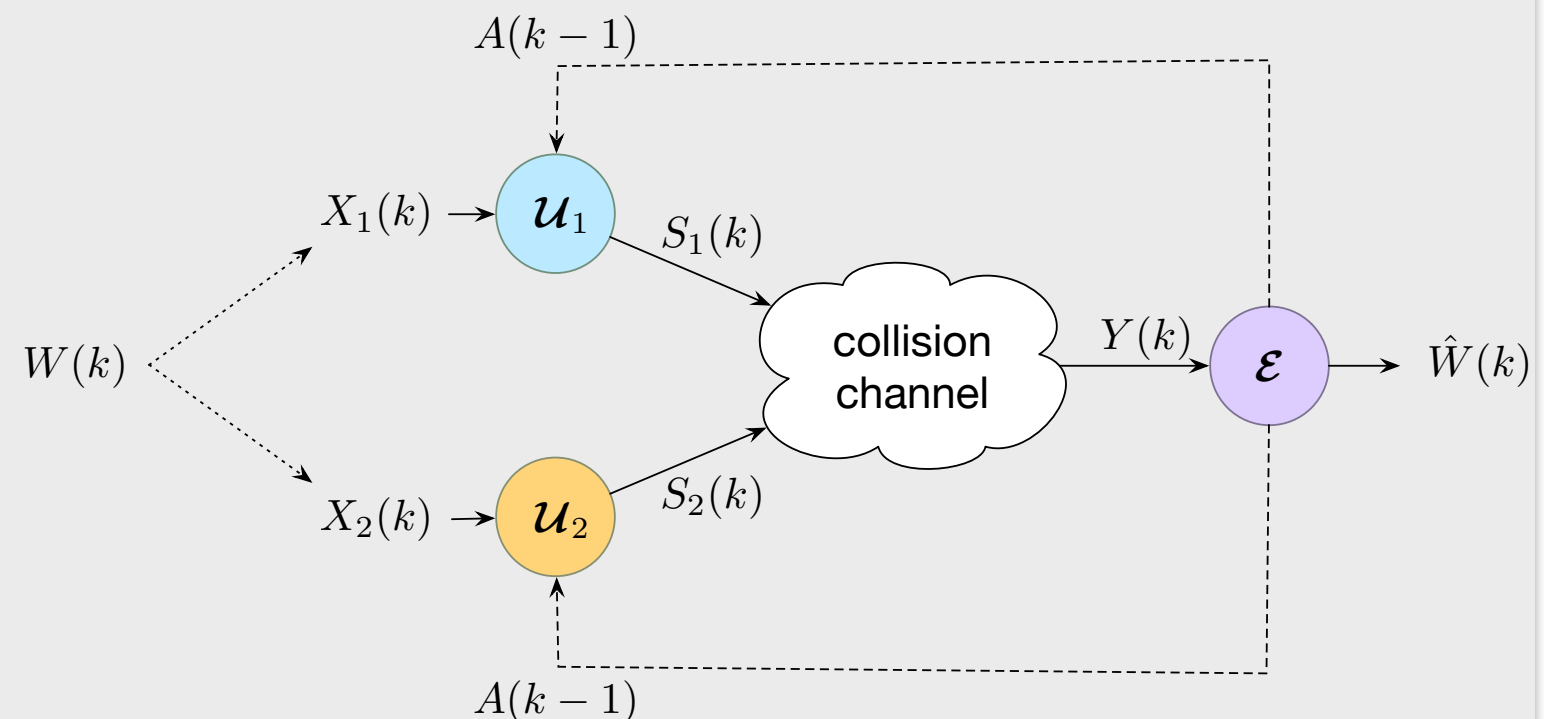 A(k − 1)
X₁(k)
𝓤₁
S₁(k)
W(k)
collision
channel
Y(k)
𝓔
Ŵ(k)
X₂(k)
𝓤₂
S₂(k)
A(k − 1)